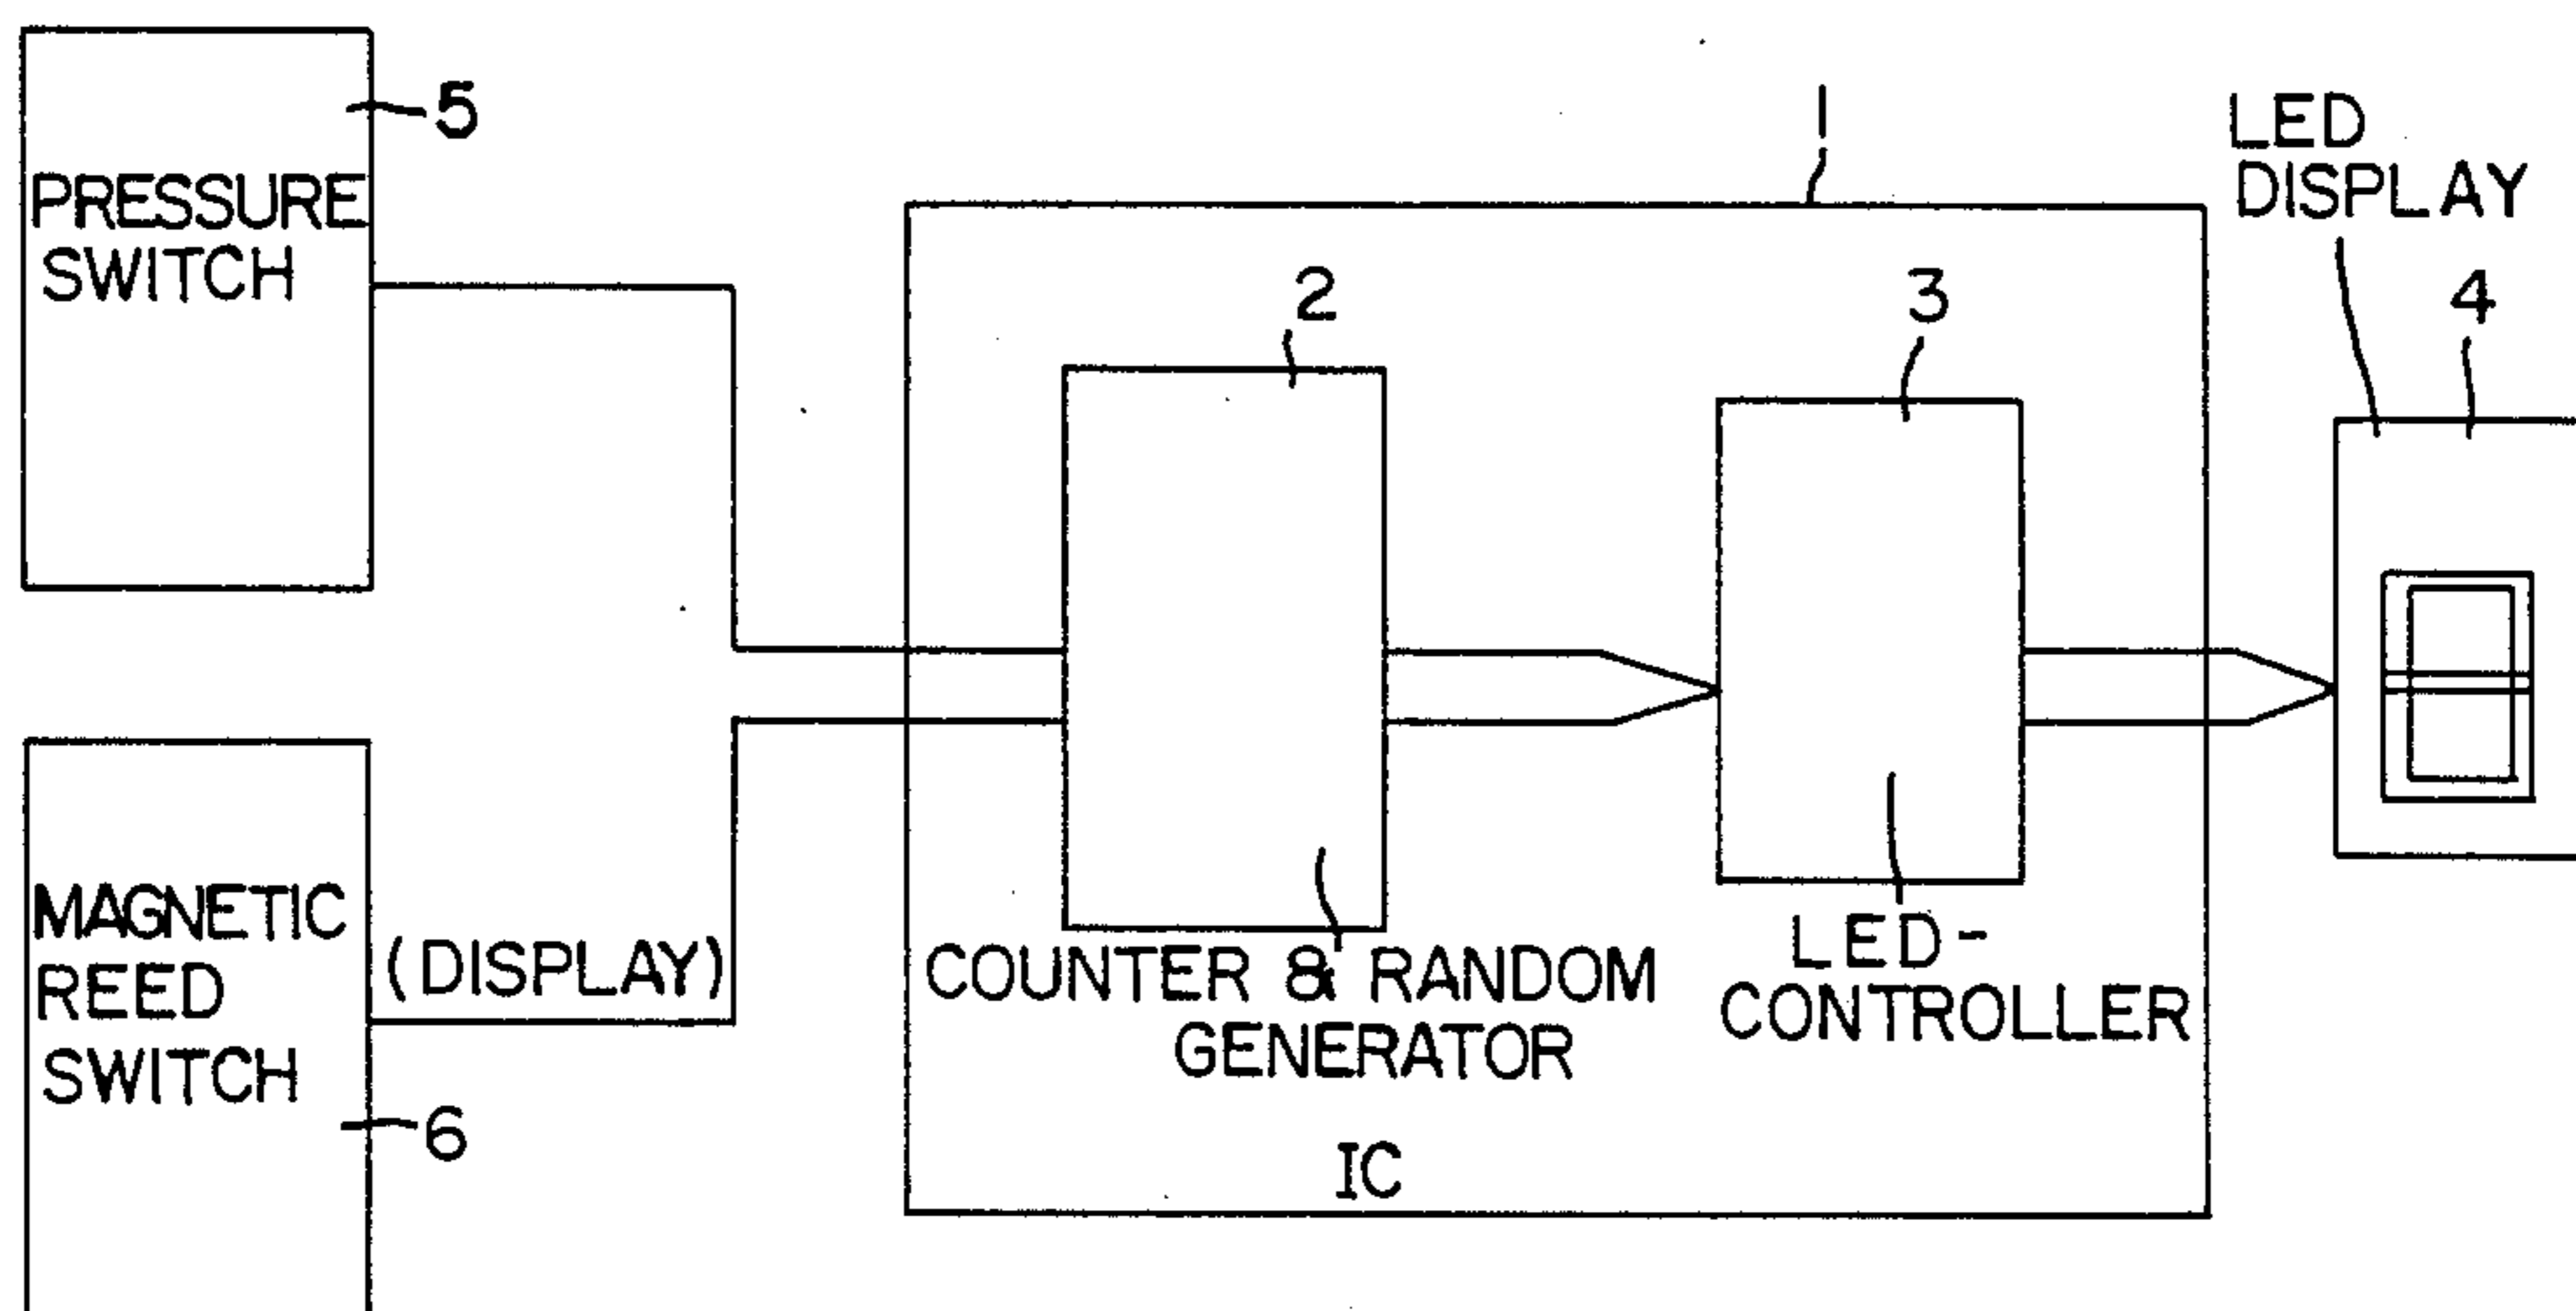 5
PRESSURE
SWITCH
1
LED
DISPLAY
2
3
4
MAGNETIC
REED
SWITCH
(DISPLAY)
6
COUNTER & RANDOM
GENERATOR
LED-
CONTROLLER
IC